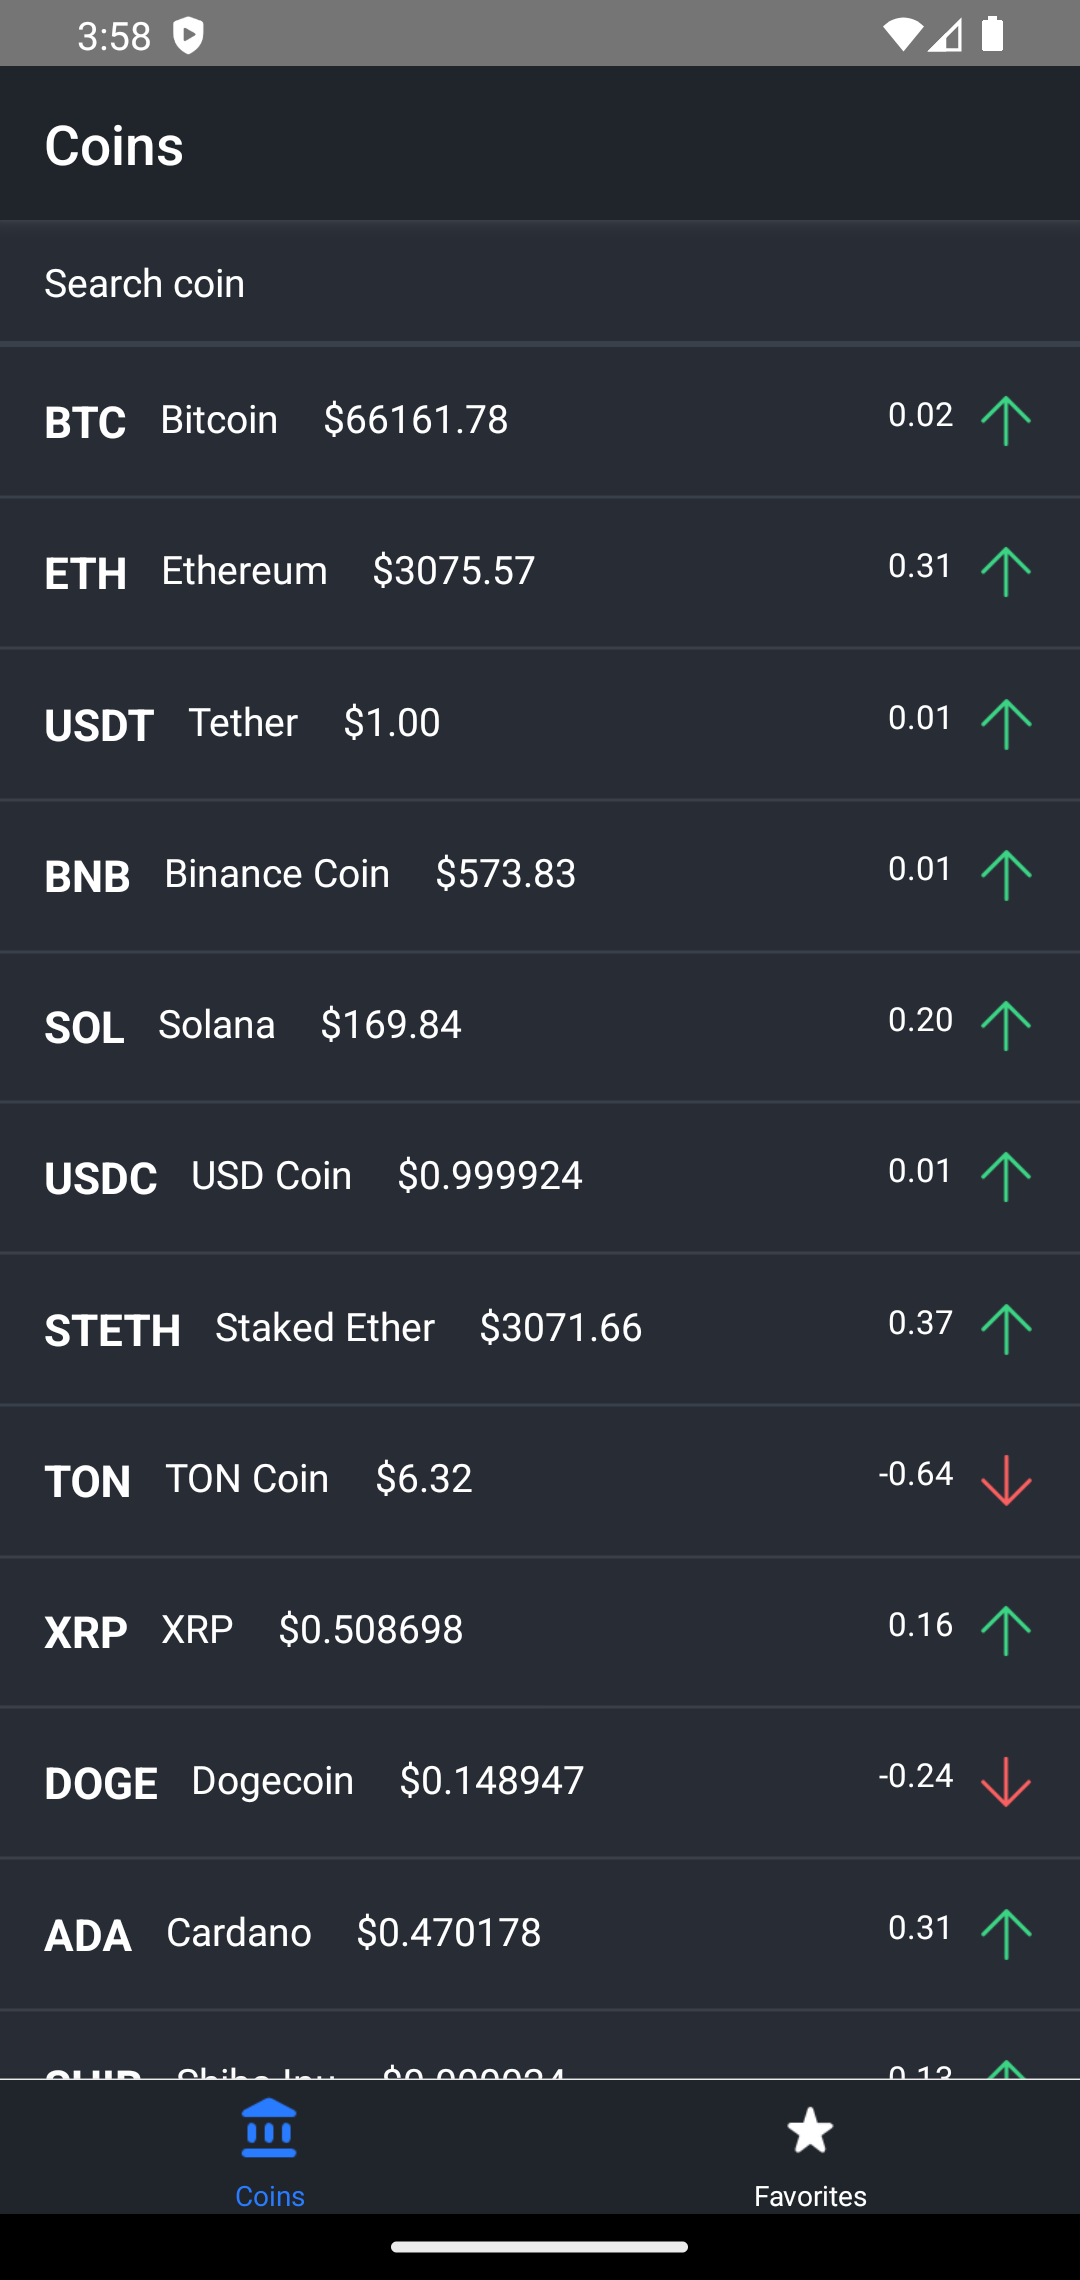 3:58
Coins
Search coin
BTC Bitcoin $66161.78 0.02
ETH Ethereum $3075.57 0.31
USDT Tether $1.00 0.01
BNB Binance Coin $573.83 0.01
SOL Solana $169.84 0.20
USDC USD Coin $0.999924 0.01
STETH Staked Ether $3071.66 0.37
TON TON Coin $6.32 -0.64
XRP XRP $0.508698 0.16
DOGE Dogecoin $0.148947 -0.24
ADA Cardano $0.470178 0.31
Shiba Inu 0.13
Coins
Favorites